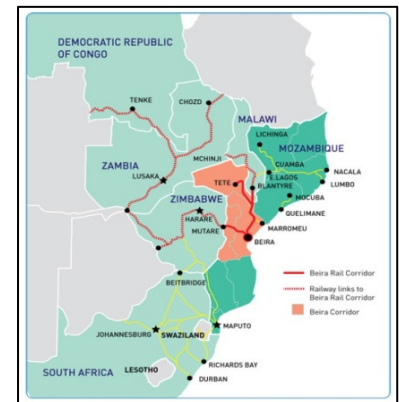 DEMOCRATIC REPUBLIC
OF CONGO
TENKE
CHOZD
MALAWI
LICHINGA
MOZAMBIQUE
MCHINJI
CUAMBA
NACALA
ZAMBIA
LUSAKA
E.LAGOS
TETE
BLANTYRE
LUMBO
MOCUBA
ZIMBABWE
QUELIMANE
HARARE
MARROMEU
MUTARE
BEIRA
Beira Rail Corridor
BEITBRIDGE
Railway links to
Beira Rail Corridor
Beira Corridor
JOHANNESBURG
SWAZILAND
MAPUTO
SOUTH AFRICA
LESOTHO
RICHARDS BAY
DURBAN